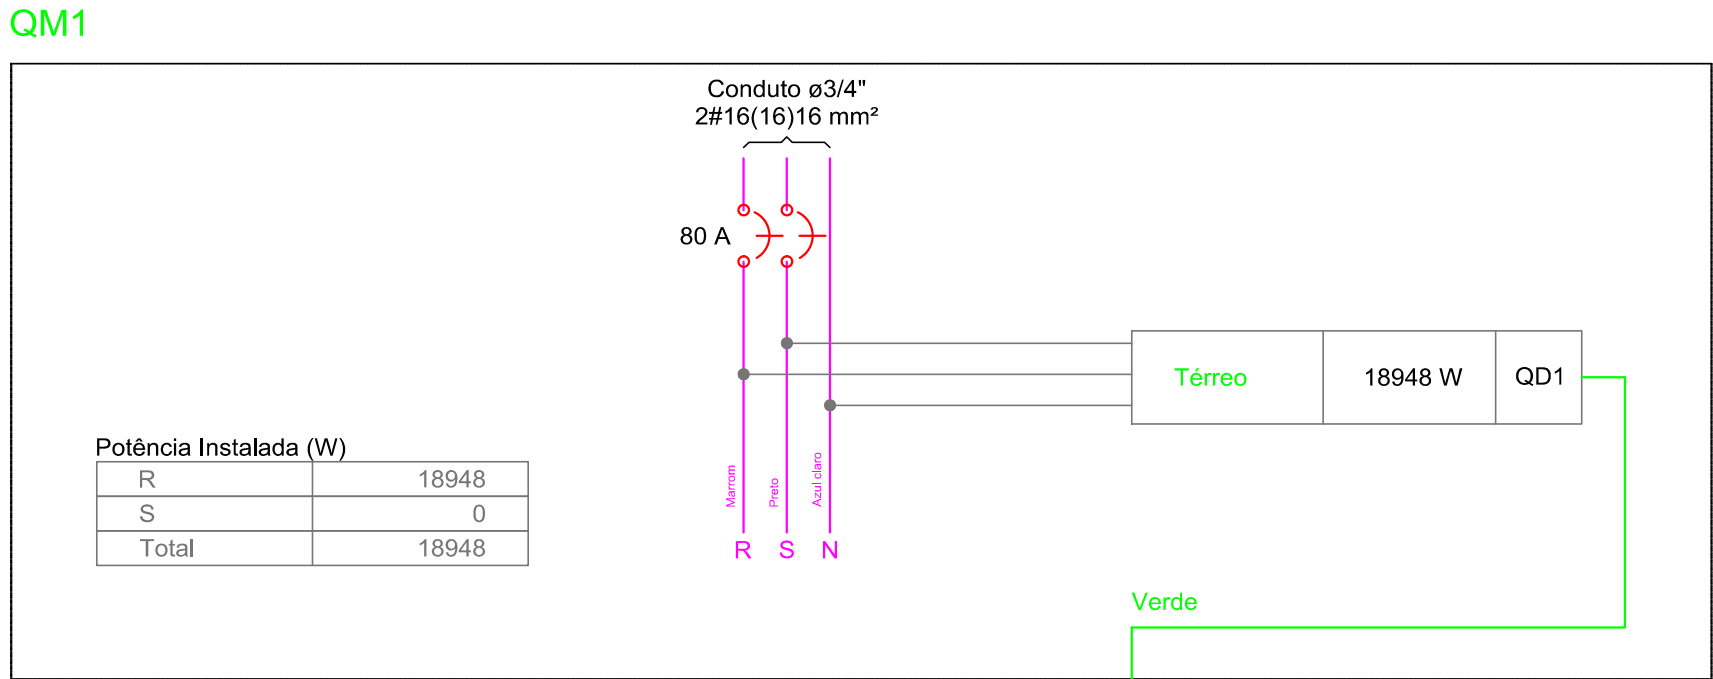 QM1
Conduto ø3/4"
2#16(16)16 mm²
80 A
Térreo 18948 W QD1
Potência Instalada (W)
R 18948
S 0
Total 18948
Marrom
Preto
Azul claro
R S N
Verde